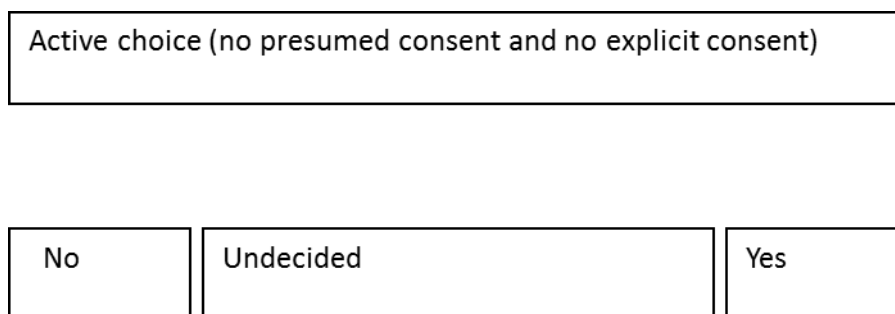 Active choice (no presumed consent and no explicit consent)
No
Undecided
Yes